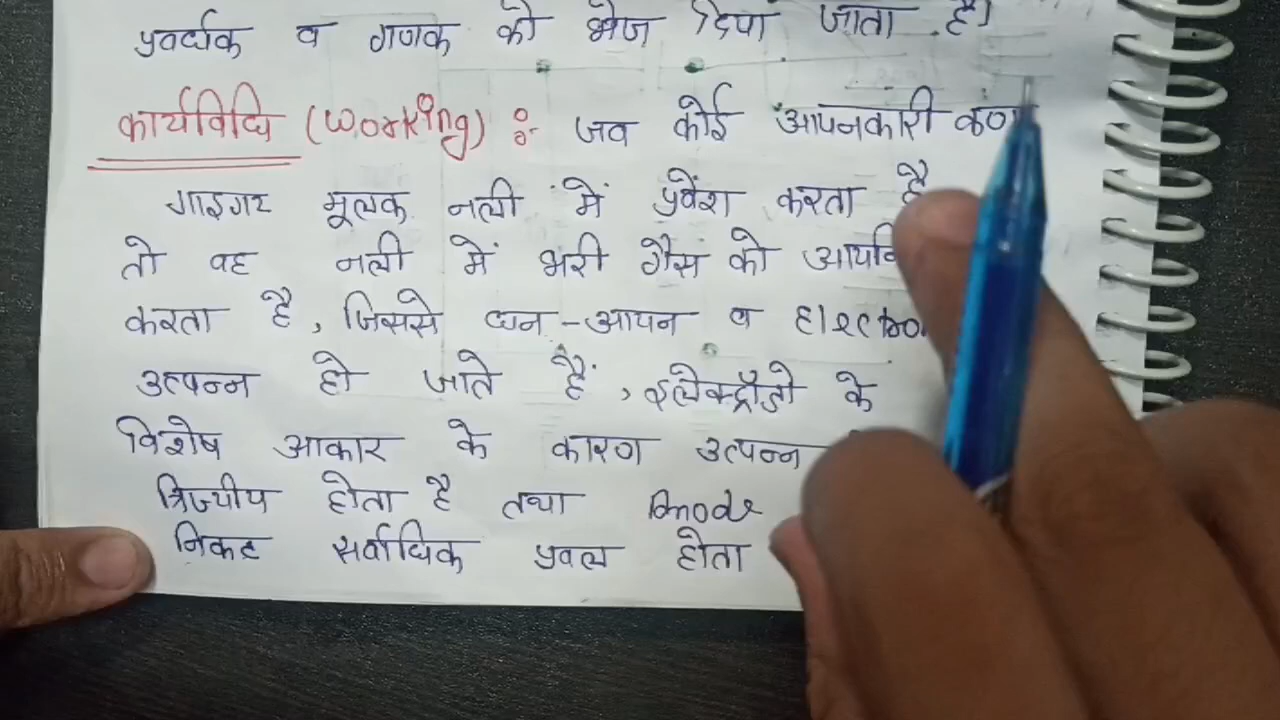 प्रवर्धक व गणक को भेज दिया जाता है।
कार्यविधि (Working) :- जब कोई आयनकारी कण
गाइगर मूलक नली में प्रवेश करता है
तो वह नली में भरी गैस को
करता है, जिससे धन-आयन व Electron
उत्पन्न हो जाते हैं, इलेक्ट्रॉडो के
विशेष आकार के कारण उत्पन्न
त्रिज्यीय होता है तथा Anode
निकट सर्वाधिक प्रबल होता